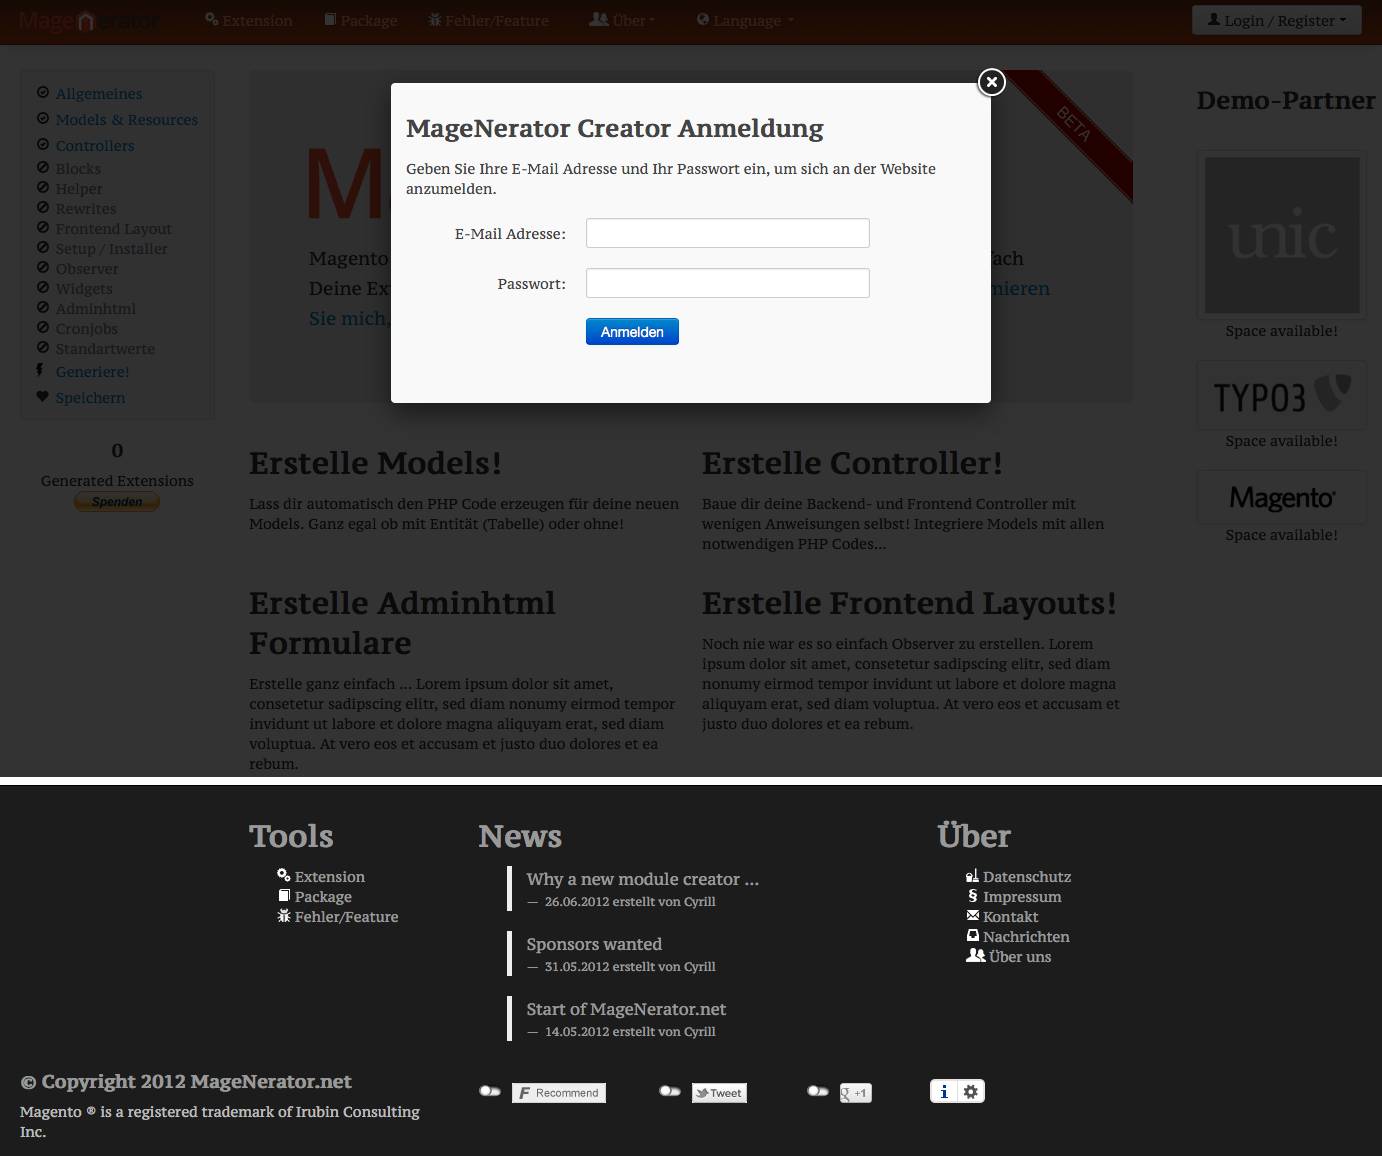 MageNerator
Extension
Package
Fehler/Feature
Über
Language
Login / Register
Allgemeines
Models & Resources
Controllers
Blocks
Helper
Rewrites
Frontend Layout
Setup / Installer
Observer
Widgets
Adminhtml
Cronjobs
Standartwerte
Generiere!
Speichern
0
Generated Extensions
Spenden
BETA
Magento
Deine
Sie mich,
MageNerator Creator Anmeldung
Geben Sie Ihre E-Mail Adresse und Ihr Passwort ein, um sich an der Website
anzumelden.
E-Mail Adresse:
Passwort:
Anmelden
Demo-Partner
unic
Space available!
TYPO3
Space available!
Magento
Space available!
Erstelle Models!
Lass dir automatisch den PHP Code erzeugen für deine neuen
Models. Ganz egal ob mit Entität (Tabelle) oder ohne!
Erstelle Controller!
Baue dir deine Backend- und Frontend Controller mit
wenigen Anweisungen selbst! Integriere Models mit allen
notwendigen PHP Codes...
Erstelle Adminhtml
Formulare
Erstelle ganz einfach ... Lorem ipsum dolor sit amet,
consetetur sadipscing elitr, sed diam nonumy eirmod tempor
invidunt ut labore et dolore magna aliquyam erat, sed diam
voluptua. At vero eos et accusam et justo duo dolores et ea
rebum.
Erstelle Frontend Layouts!
Noch nie war es so einfach Observer zu erstellen. Lorem
ipsum dolor sit amet, consetetur sadipscing elitr, sed diam
nonumy eirmod tempor invidunt ut labore et dolore magna
aliquyam erat, sed diam voluptua. At vero eos et accusam et
justo duo dolores et ea rebum.
Tools
Extension
Package
Fehler/Feature
News
Why a new module creator ...
— 26.06.2012 erstellt von Cyrill
Sponsors wanted
— 31.05.2012 erstellt von Cyrill
Start of MageNerator.net
— 14.05.2012 erstellt von Cyrill
Über
Datenschutz
§ Impressum
Kontakt
Nachrichten
Über uns
© Copyright 2012 MageNerator.net
Magento ® is a registered trademark of Irubin Consulting
Inc.
Recommend
Tweet
g +1
i